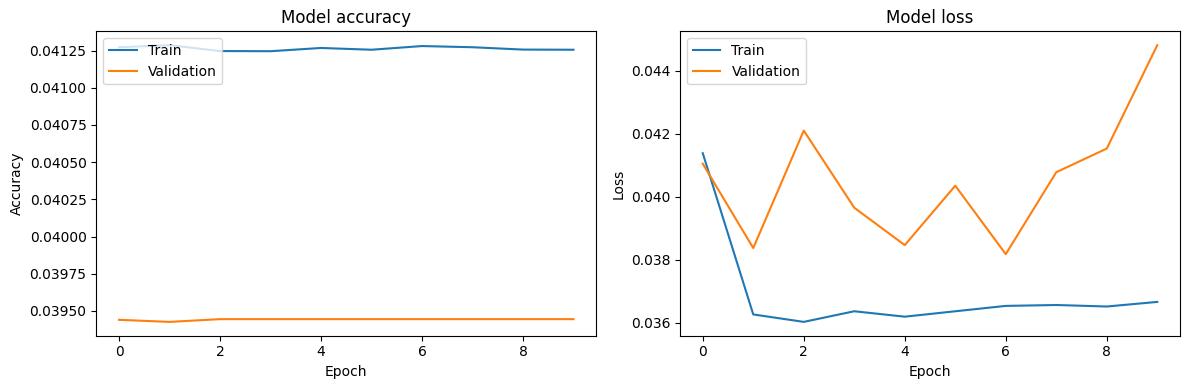 Model accuracy
Train
Validation
Accuracy
0.04125
0.04100
0.04075
0.04050
0.04025
0.04000
0.03975
0.03950
0 2 4 6 8
Epoch
Model loss
Train
Validation
Loss
0.044
0.042
0.040
0.038
0.036
0 2 4 6 8
Epoch